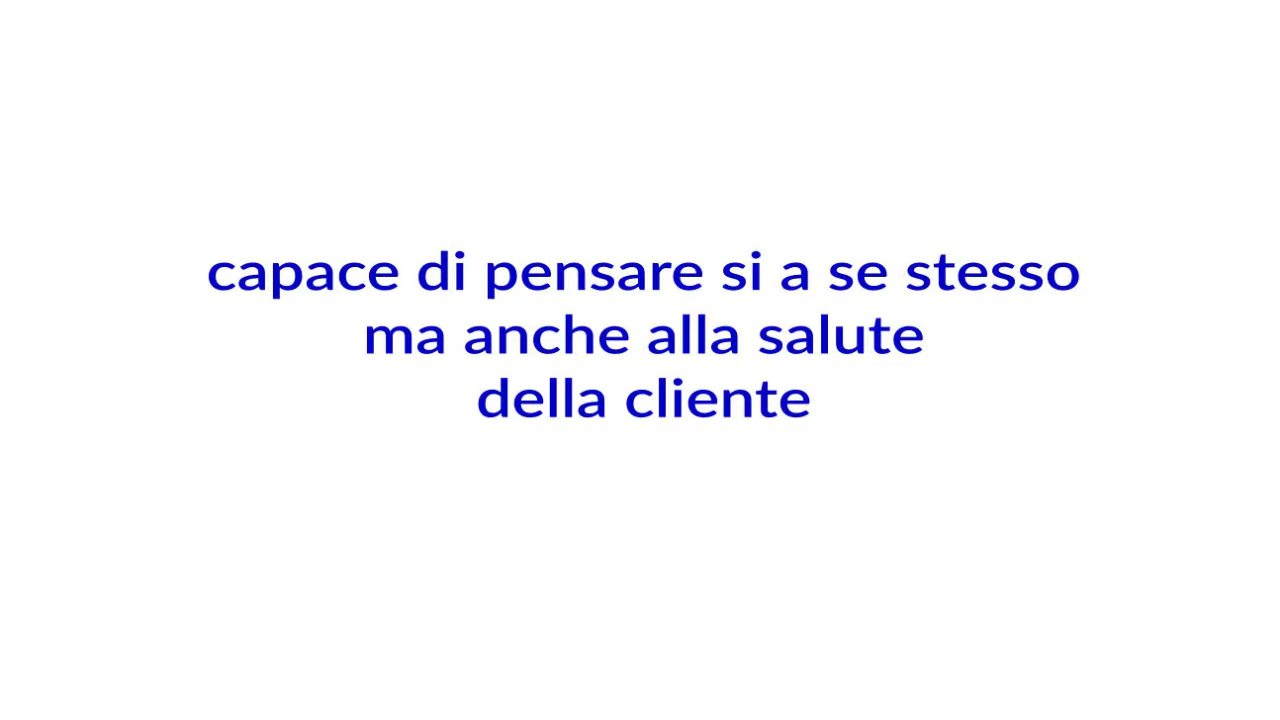 capace di pensare si a se stesso
ma anche alla salute
della cliente